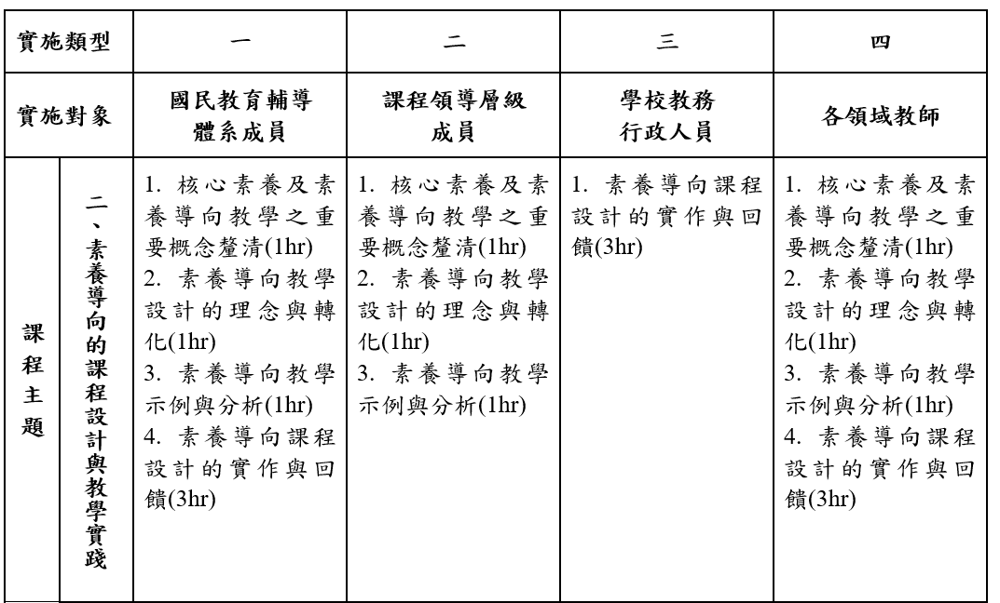 實施類型
一
二
三
四
實施對象
國民教育輔導
體系成員
課程領導層級
成員
學校教務
行政人員
各領域教師
課程主題
二、素養導向的課程設計與教學實踐
1. 核心素養及素
養導向教學之重
要概念釐清(1hr)
2. 素養導向教學
設計的理念與轉
化(1hr)
3. 素養導向教學
示例與分析(1hr)
4. 素養導向課程
設計的實作與回
饋(3hr)
1. 核心素養及素
養導向教學之重
要概念釐清(1hr)
2. 素養導向教學
設計的理念與轉
化(1hr)
3. 素養導向教學
示例與分析(1hr)
1. 素養導向課程
設計的實作與回
饋(3hr)
1. 核心素養及素
養導向教學之重
要概念釐清(1hr)
2. 素養導向教學
設計的理念與轉
化(1hr)
3. 素養導向教學
示例與分析(1hr)
4. 素養導向課程
設計的實作與回
饋(3hr)